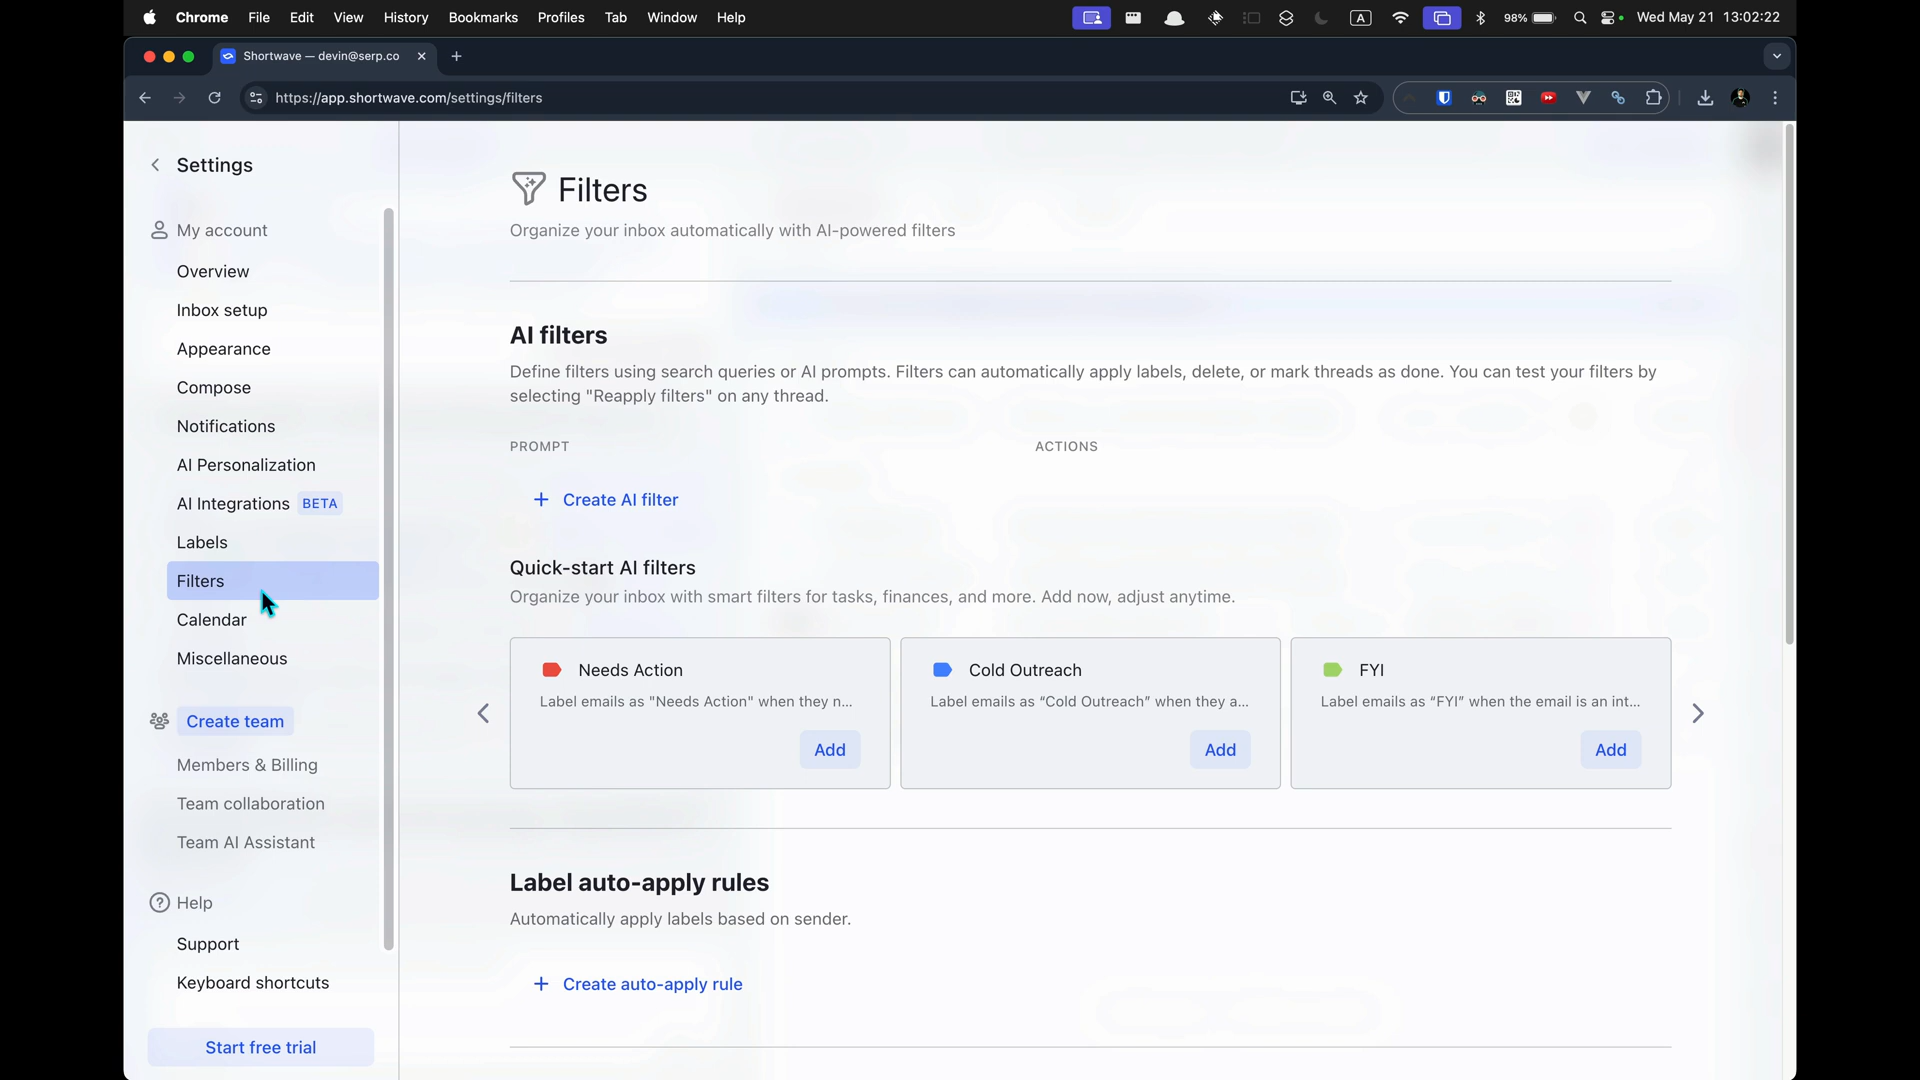 Chrome File Edit View History Bookmarks Profiles Tab Window Help A 98% Wed May 21 13:02:22
Shortwave — devin@serp.co
https://app.shortwave.com/settings/filters
Settings
My account
Overview
Inbox setup
Appearance
Compose
Notifications
AI Personalization
AI Integrations BETA
Labels
Filters
Calendar
Miscellaneous
Create team
Members & Billing
Team collaboration
Team AI Assistant
Help
Support
Keyboard shortcuts
Start free trial
Filters
Organize your inbox automatically with AI-powered filters
AI filters
Define filters using search queries or AI prompts. Filters can automatically apply labels, delete, or mark threads as done. You can test your filters by
selecting "Reapply filters" on any thread.
PROMPT ACTIONS
+ Create AI filter
Quick-start AI filters
Organize your inbox with smart filters for tasks, finances, and more. Add now, adjust anytime.
Needs Action
Label emails as "Needs Action" when they n...
Add
Cold Outreach
Label emails as “Cold Outreach” when they a...
Add
FYI
Label emails as “FYI” when the email is an int...
Add
Label auto-apply rules
Automatically apply labels based on sender.
+ Create auto-apply rule